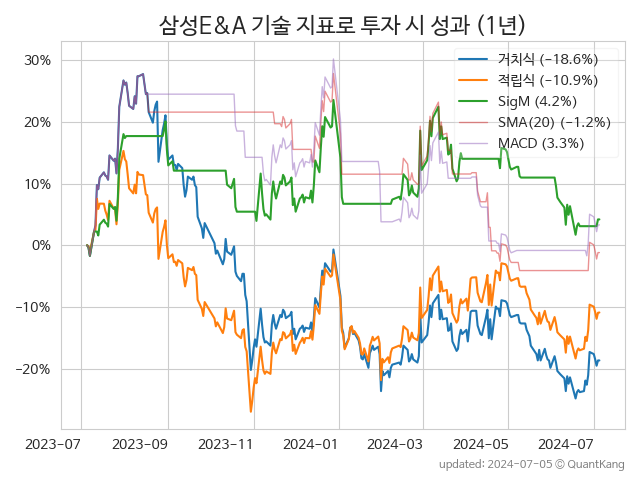 삼성E&A 기술 지표로 투자 시 성과 (1년)
30%
20%
10%
0%
−10%
−20%
거치식 (−18.6%)
적립식 (−10.9%)
SigM (4.2%)
SMA(20) (−1.2%)
MACD (3.3%)
2023-07
2023-09
2023-11
2024-01
2024-03
2024-05
2024-07
updated: 2024-07-05 © QuantKang